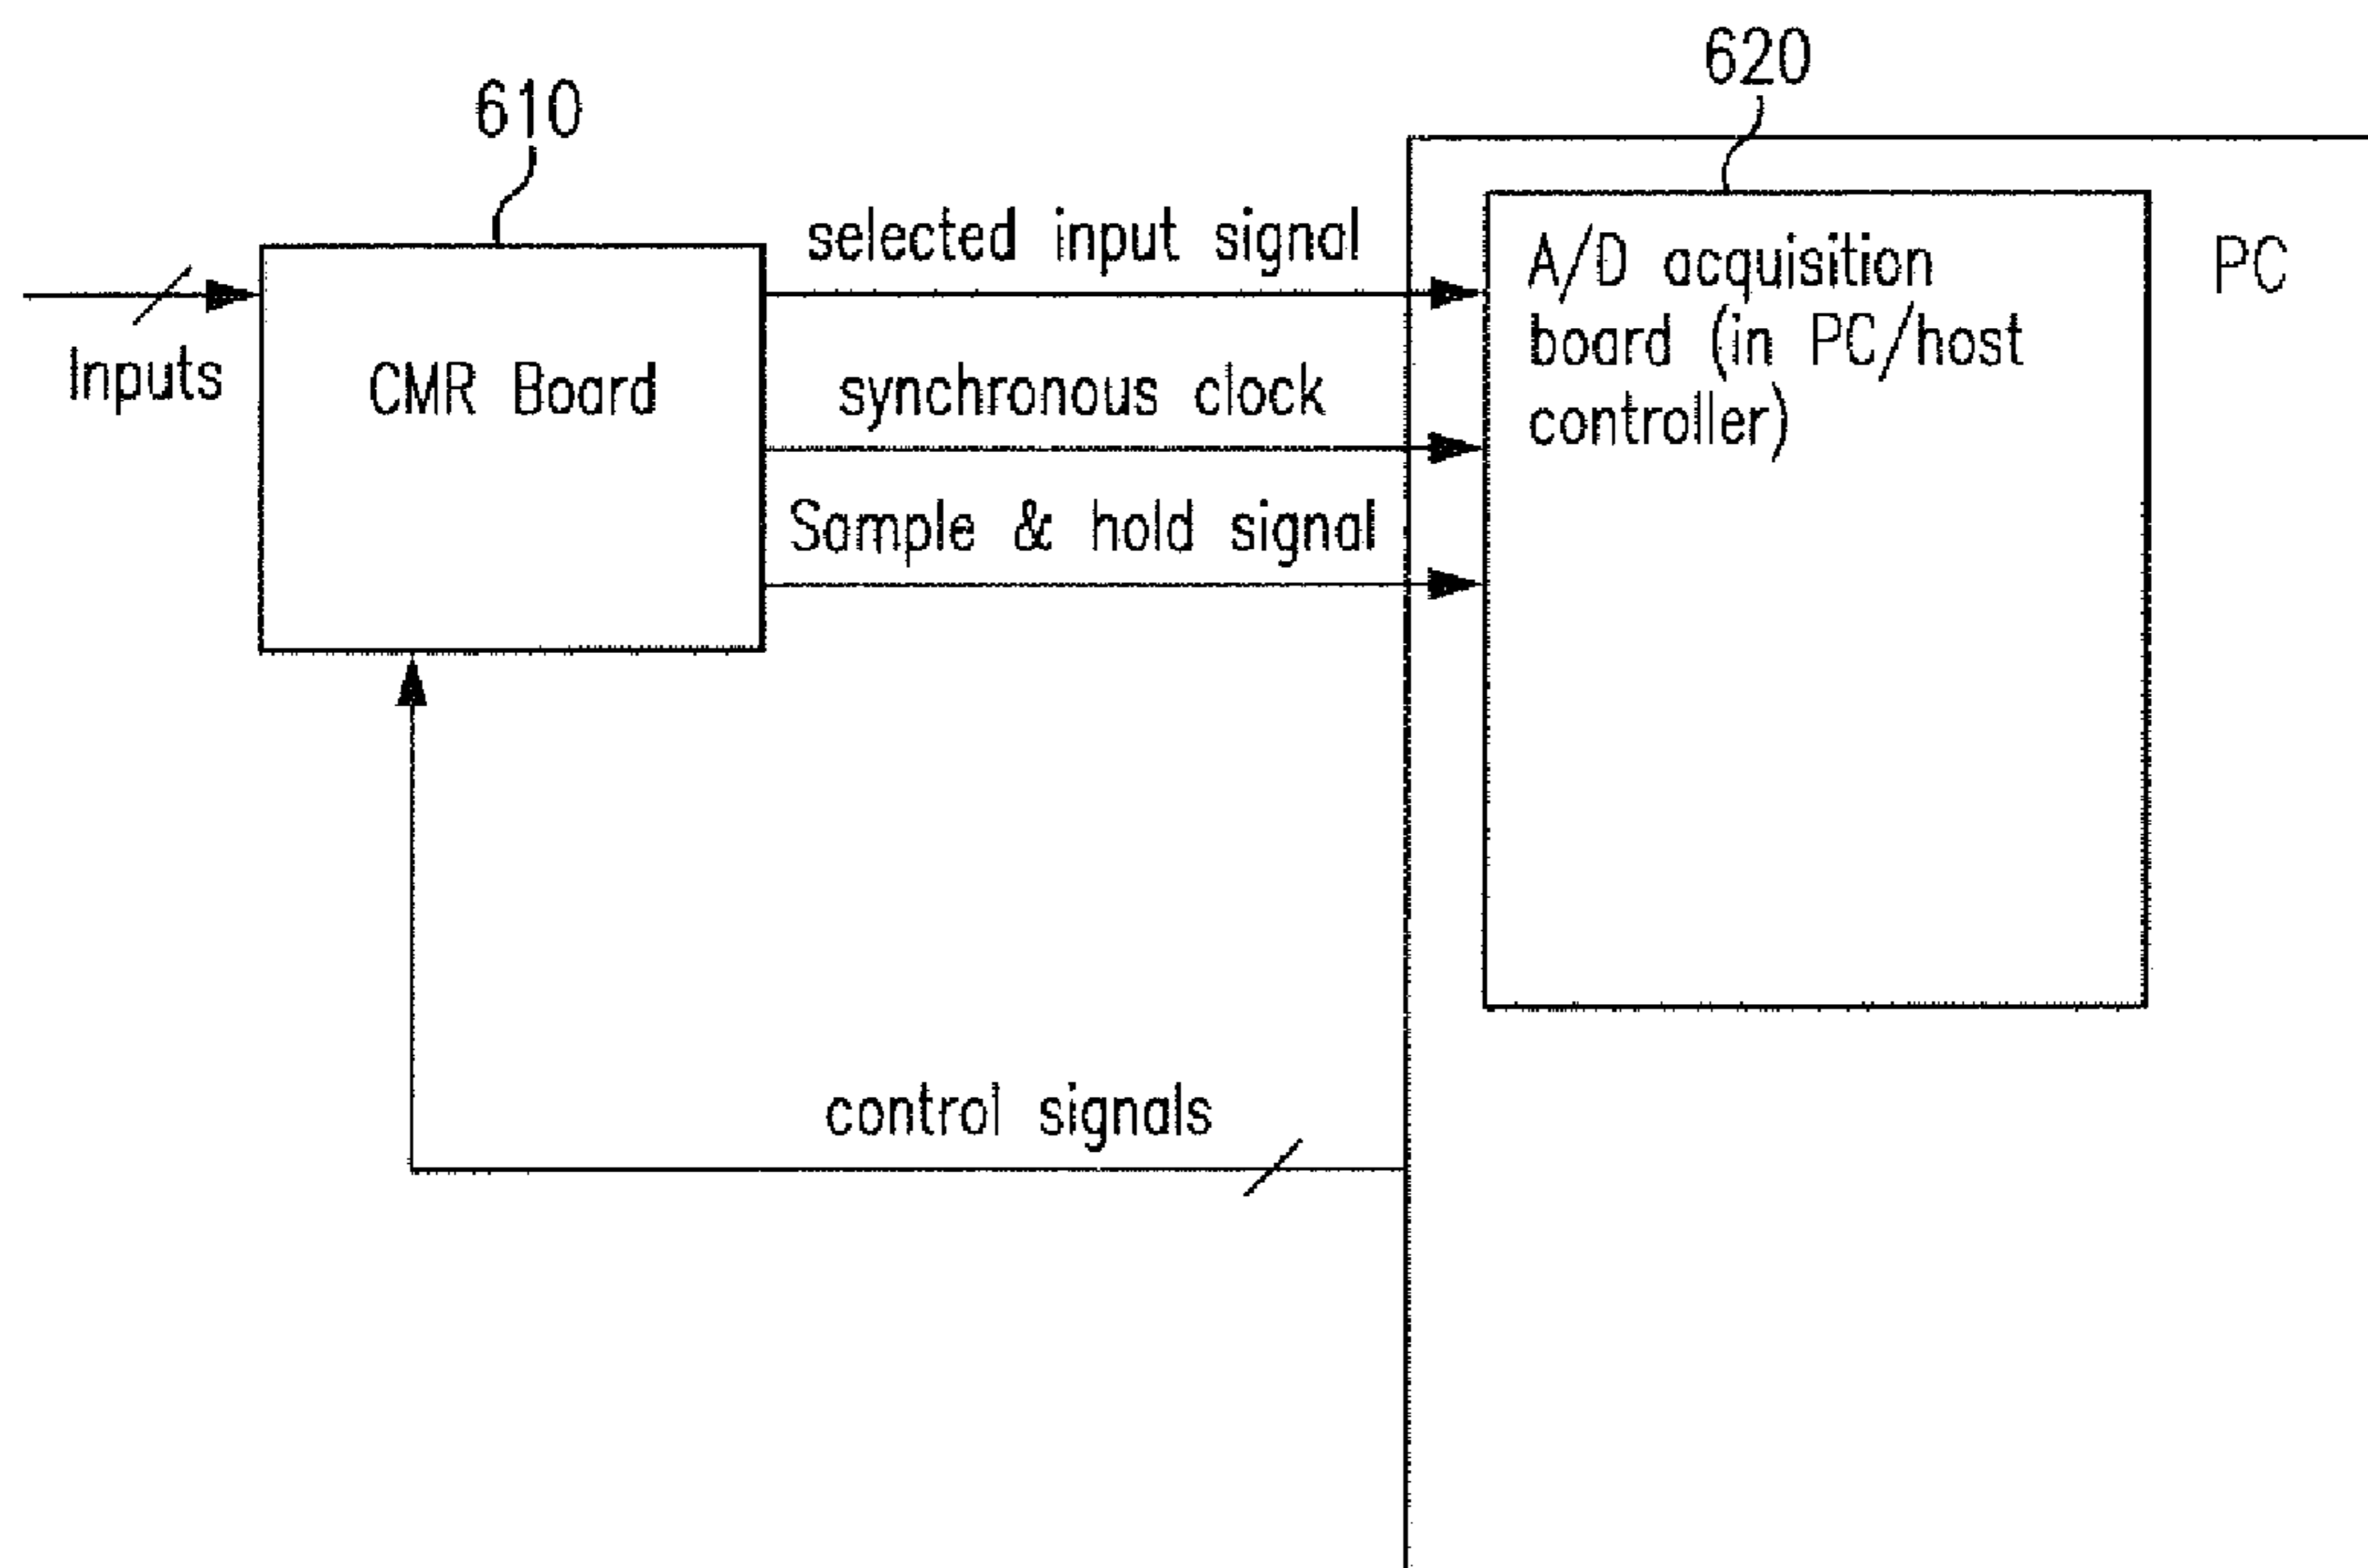 620
610
selected input signal
A/D acquisition
board (in PC/host
controller)
PC
Inputs
CMR Board
synchronous clock
Sample & hold signal
control signals